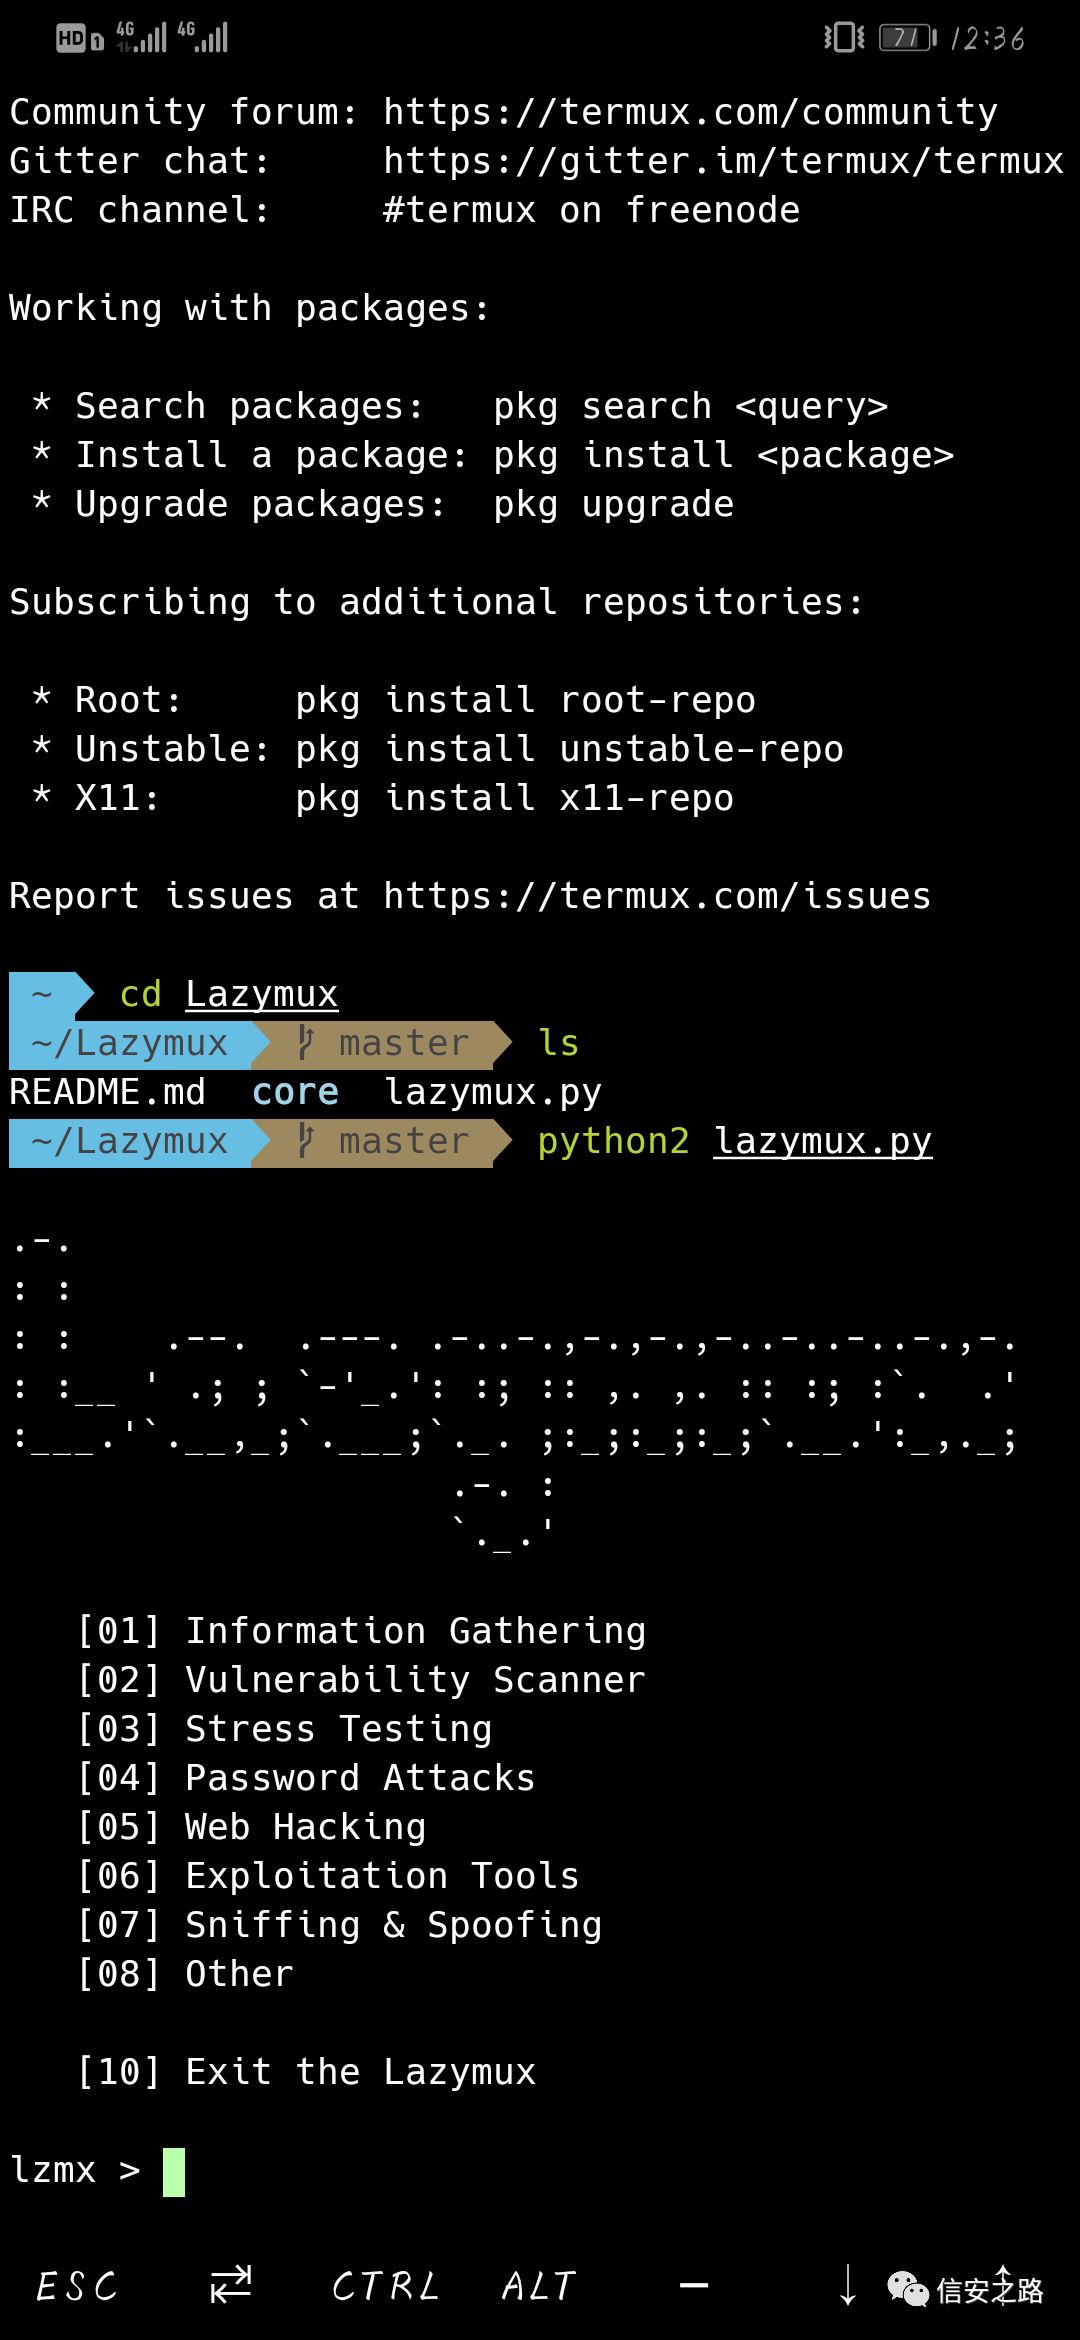 HD 1 4G 4G 71 12:36
Community forum: https://termux.com/community
Gitter chat:     https://gitter.im/termux/termux
IRC channel:     #termux on freenode
Working with packages:
 * Search packages:   pkg search <query>
 * Install a package: pkg install <package>
 * Upgrade packages:  pkg upgrade
Subscribing to additional repositories:
 * Root:     pkg install root-repo
 * Unstable: pkg install unstable-repo
 * X11:      pkg install x11-repo
Report issues at https://termux.com/issues
~ cd Lazymux
~/Lazymux master ls
README.md  core  lazymux.py
~/Lazymux master python2 lazymux.py
.-.
: :
: :    .--.  .---. .-..-.,-.,-.,-..-..-..-.,-.
: :__ ' .; ; `-'_.': :; :: ,. ,. :: :; :`.  .'
:___.'`.__,_;`.___;`._. ;:_;:_;:_;`.__.':_,._;
                    .-. :
                    `._.'
   [01] Information Gathering
   [02] Vulnerability Scanner
   [03] Stress Testing
   [04] Password Attacks
   [05] Web Hacking
   [06] Exploitation Tools
   [07] Sniffing & Spoofing
   [08] Other
   [10] Exit the Lazymux
lzmx >
ESC ⇄ CTRL ALT — ↓ ↑
信安之路